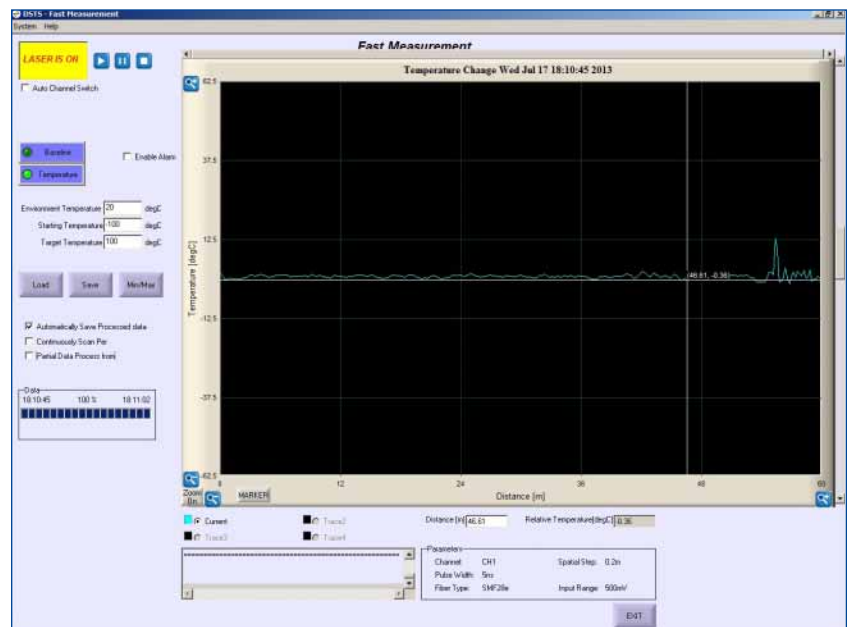 DSTS - Fast Measurement
System Help
Fast Measurement
LASER IS ON
Temperature Change Wed Jul 17 18:10:45 2013
Auto Channel Switch
Baseline
Temperature
Enable Alarm
Environment Temperature 20 degC
Starting Temperature -100 degC
Target Temperature 100 degC
Load Save Min/Max
Automatically Save Processed data
Continuously Scan Per
Partial Data Process from
Data
18:10:45 100 % 18:11:02
Temperature [degC]
62.5
37.5
12.5
-12.5
-37.5
-62.5
(46.61, -0.36)
0 12 24 36 48 60
Zoom On
MARKER
Distance [m]
Current Trace2
Trace3 Trace4
Distance [m] 46.61 Relative Temperature[degC] -0.36
Parameters
Channel: CH1 Spatial Step: 0.2m
Pulse Width: 5ns
Fiber Type: SMF28e Input Range: 500mV
EXIT